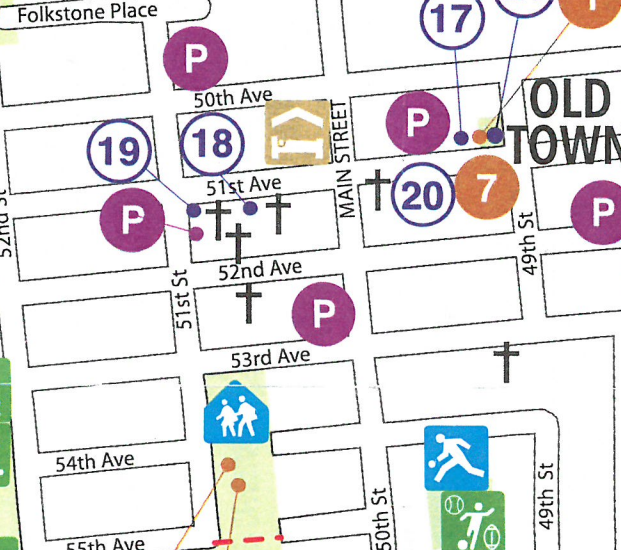 Folkstone Place
17
P
50th Ave
P
OLD
TOWN
19
18
MAIN STREET
51st Ave
20
7
P
P
52nd St
49th St
52nd Ave
51st St
P
53rd Ave
54th Ave
50th St
49th St
55th Ave